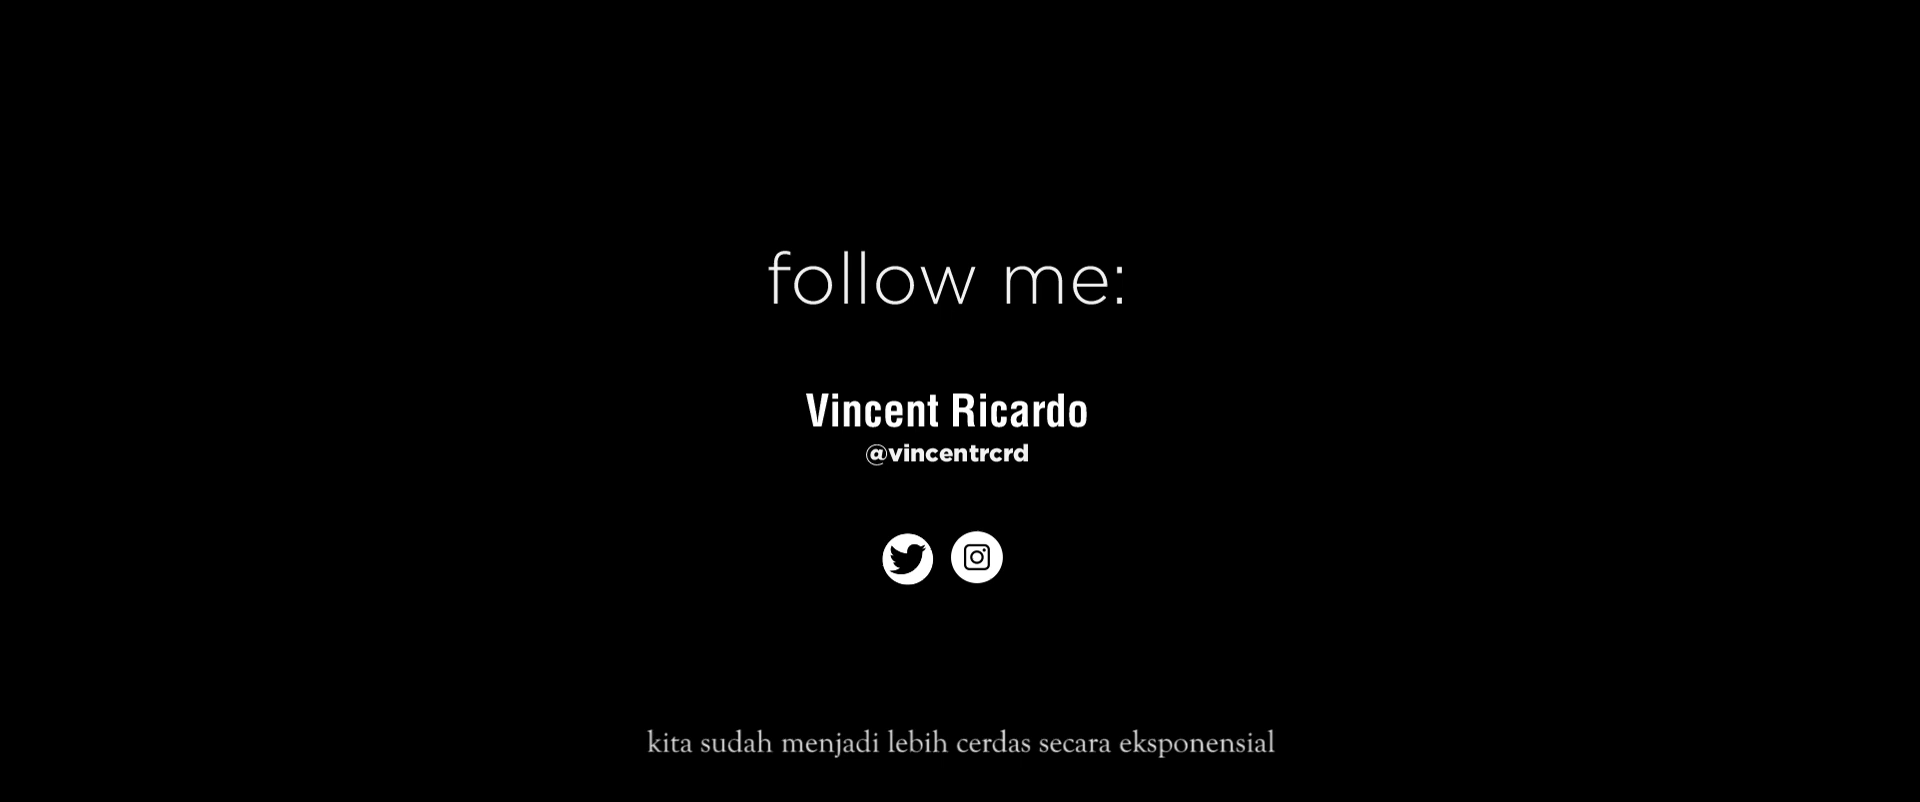 follow me:
Vincent Ricardo
@vincentrcrd
kita sudah menjadi lebih cerdas secara eksponensial